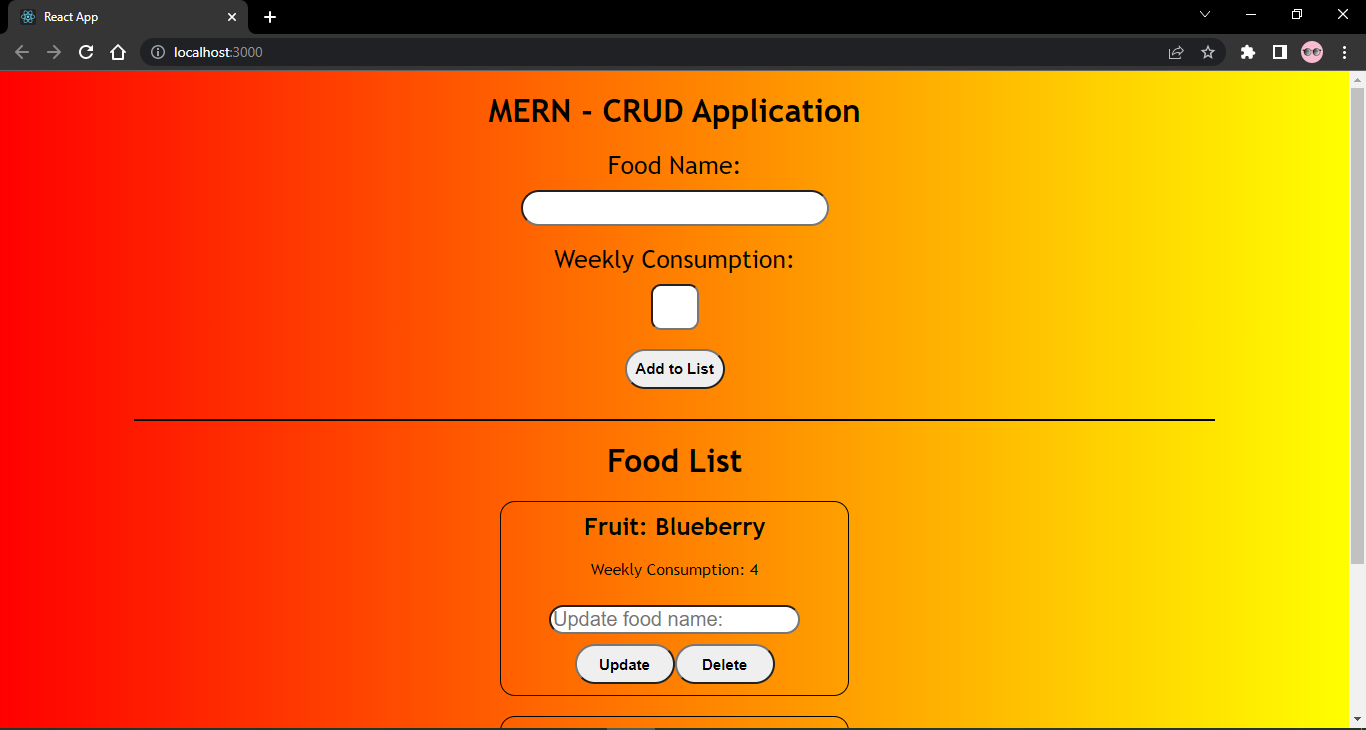 React App
localhost:3000
MERN - CRUD Application
Food Name:
Weekly Consumption:
Add to List
Food List
Fruit: Blueberry
Weekly Consumption: 4
Update food name:
Update Delete